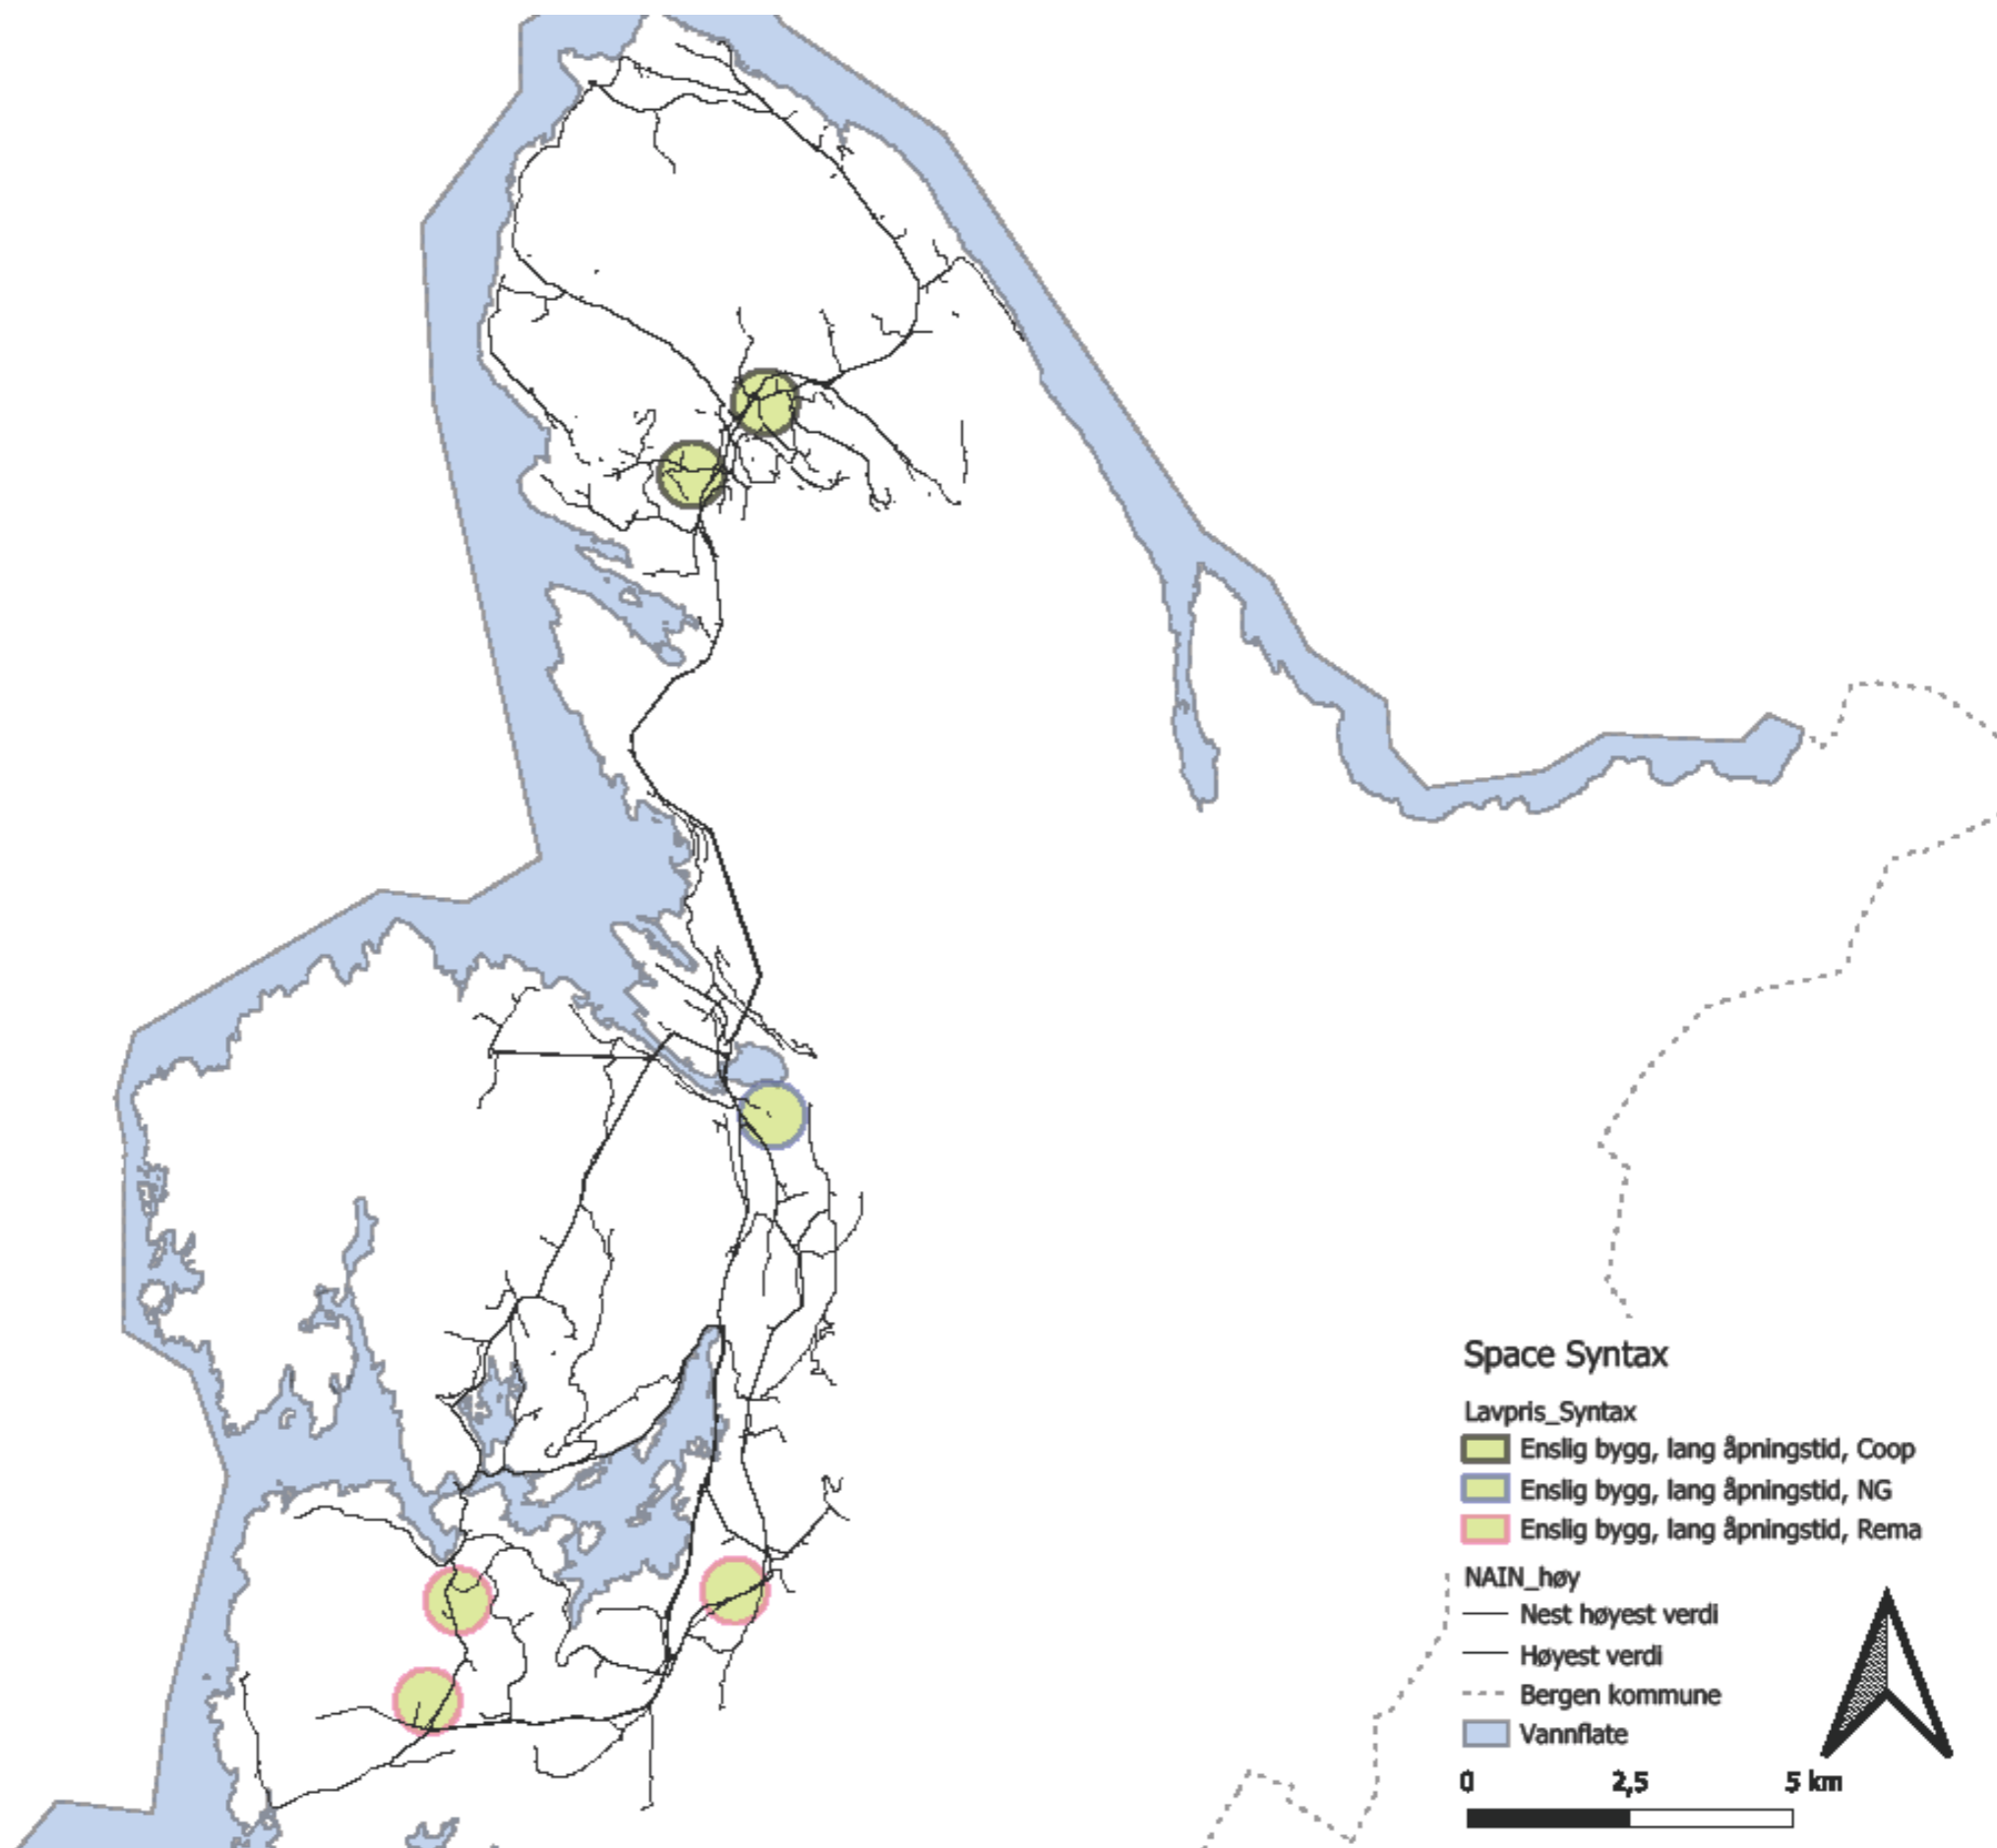 Space Syntax
Lavpris_Syntax
Enslig bygg, lang åpningstid, Coop
Enslig bygg, lang åpningstid, NG
Enslig bygg, lang åpningstid, Rema
NAIN_høy
Nest høyest verdi
Høyest verdi
Bergen kommune
Vannflate
0 2,5 5 km